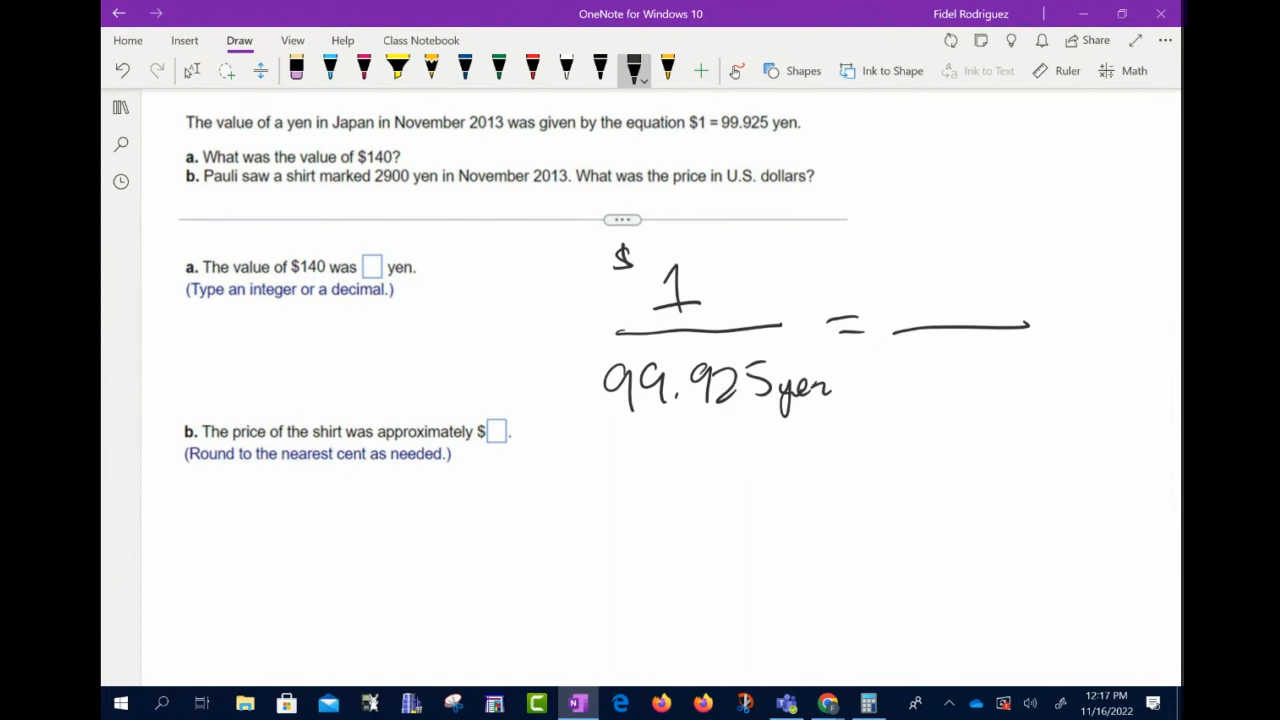 OneNote for Windows 10
Fidel Rodriguez
Home Insert Draw View Help Class Notebook
Share
Shapes Ink to Shape Ink to Text Ruler Math
The value of a yen in Japan in November 2013 was given by the equation $1 = 99.925 yen.
a. What was the value of $140?
b. Pauli saw a shirt marked 2900 yen in November 2013. What was the price in U.S. dollars?
a. The value of $140 was yen.
(Type an integer or a decimal.)
$
1
=
99.925 yen
b. The price of the shirt was approximately $ .
(Round to the nearest cent as needed.)
12:17 PM
11/16/2022